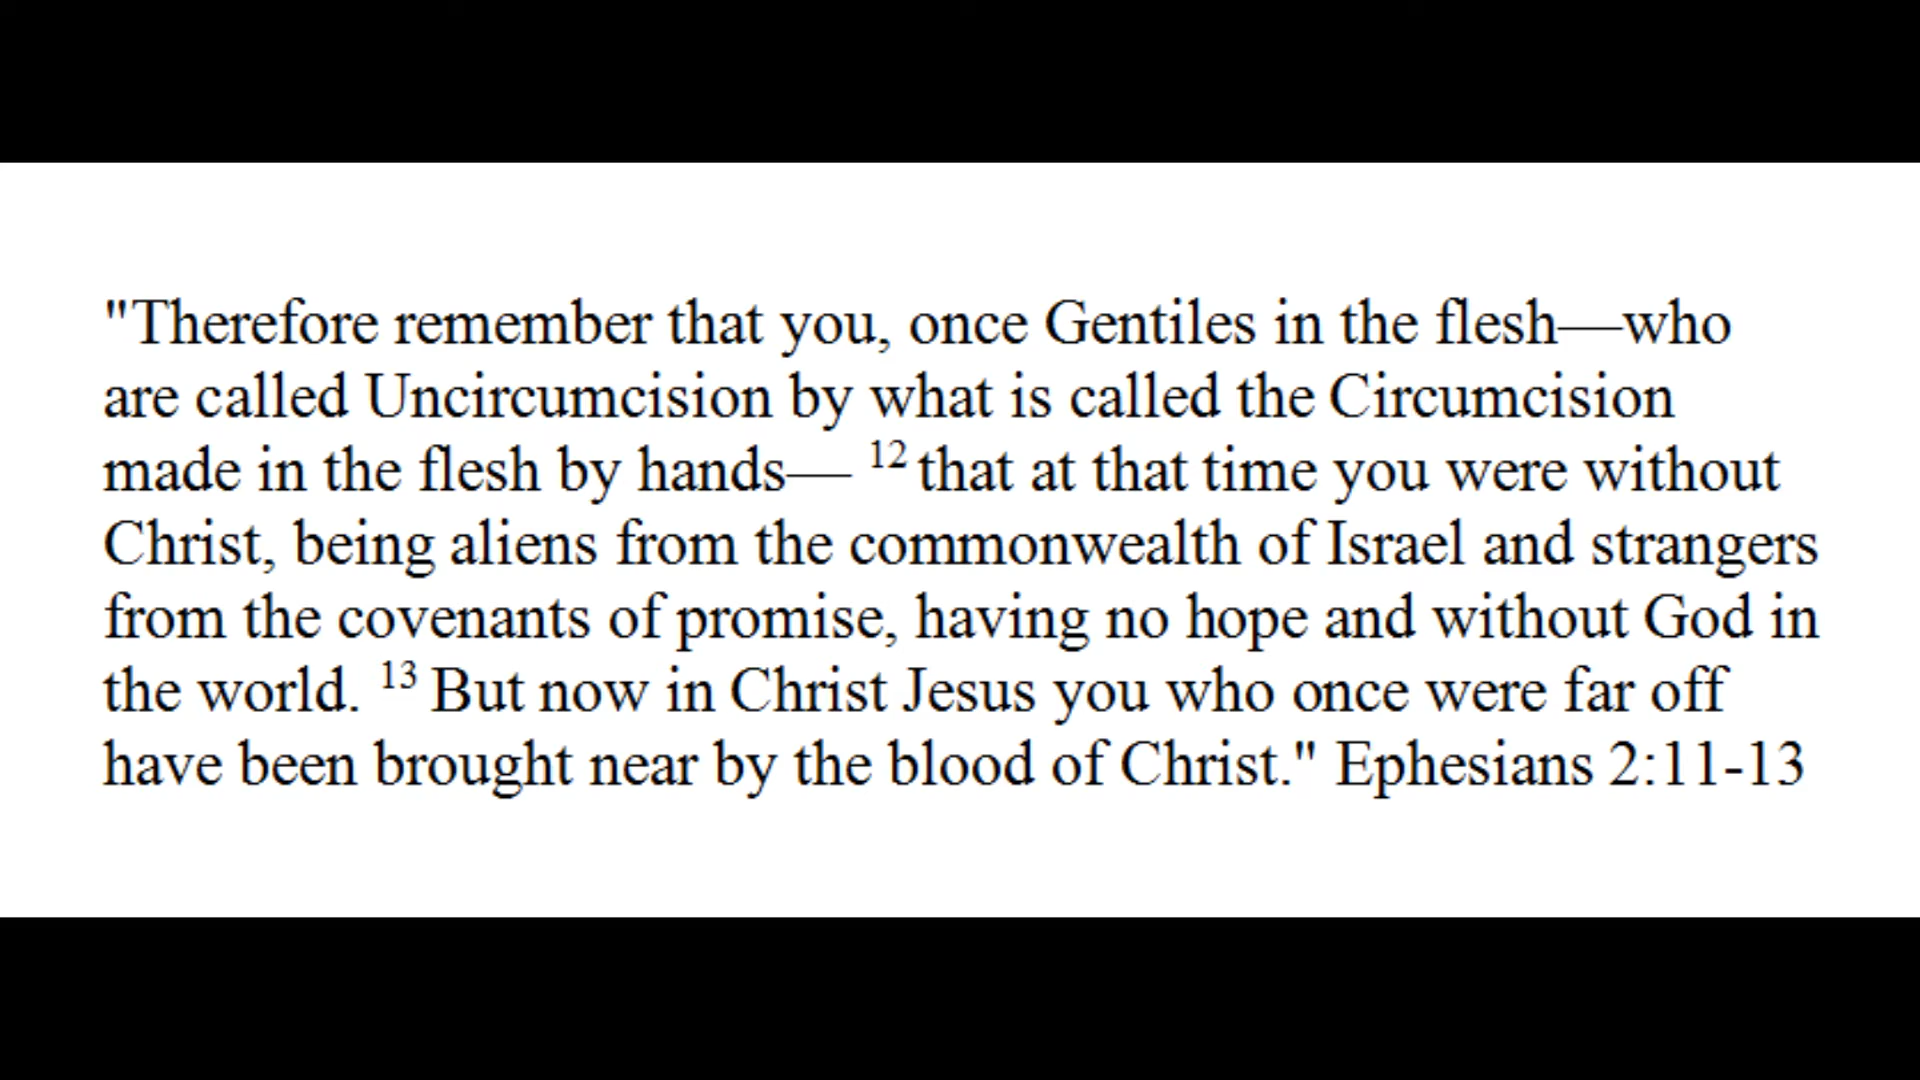 "Therefore remember that you, once Gentiles in the flesh—who
are called Uncircumcision by what is called the Circumcision
made in the flesh by hands— 12 that at that time you were without
Christ, being aliens from the commonwealth of Israel and strangers
from the covenants of promise, having no hope and without God in
the world. 13 But now in Christ Jesus you who once were far off
have been brought near by the blood of Christ." Ephesians 2:11-13